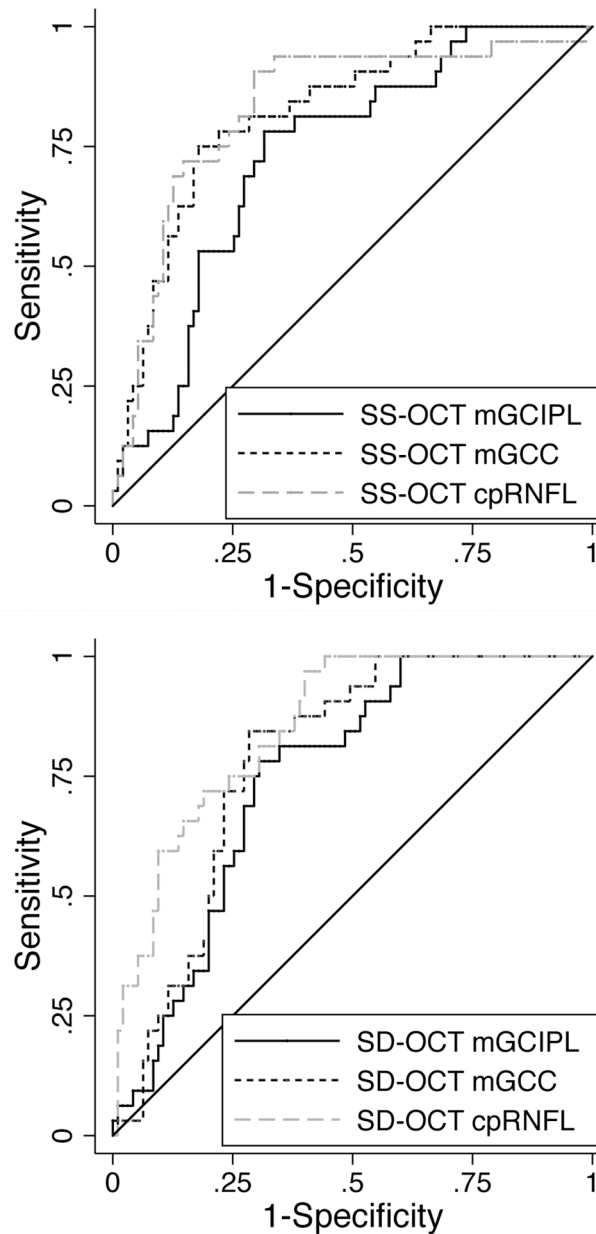 Sensitivity
1
.75
.5
.25
0
SS-OCT mGCIPL
SS-OCT mGCC
SS-OCT cpRNFL
0 .25 .5 .75 1
1-Specificity
Sensitivity
1
.75
.5
.25
0
SD-OCT mGCIPL
SD-OCT mGCC
SD-OCT cpRNFL
0 .25 .5 .75 1
1-Specificity